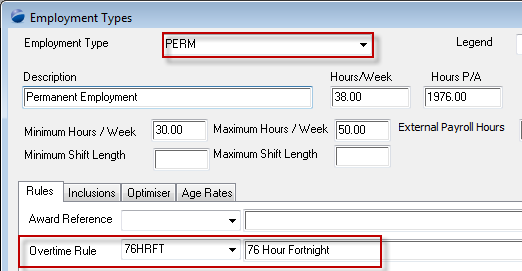 Employment Types
Employment Type PERM Legend
Description Hours/Week Hours P/A
Permanent Employment 38.00 1976.00
Minimum Hours / Week 30.00 Maximum Hours / Week 50.00 External Payroll Hours
Minimum Shift Length Maximum Shift Length
Rules Inclusions Optimiser Age Rates
Award Reference
Overtime Rule 76HRFT 76 Hour Fortnight